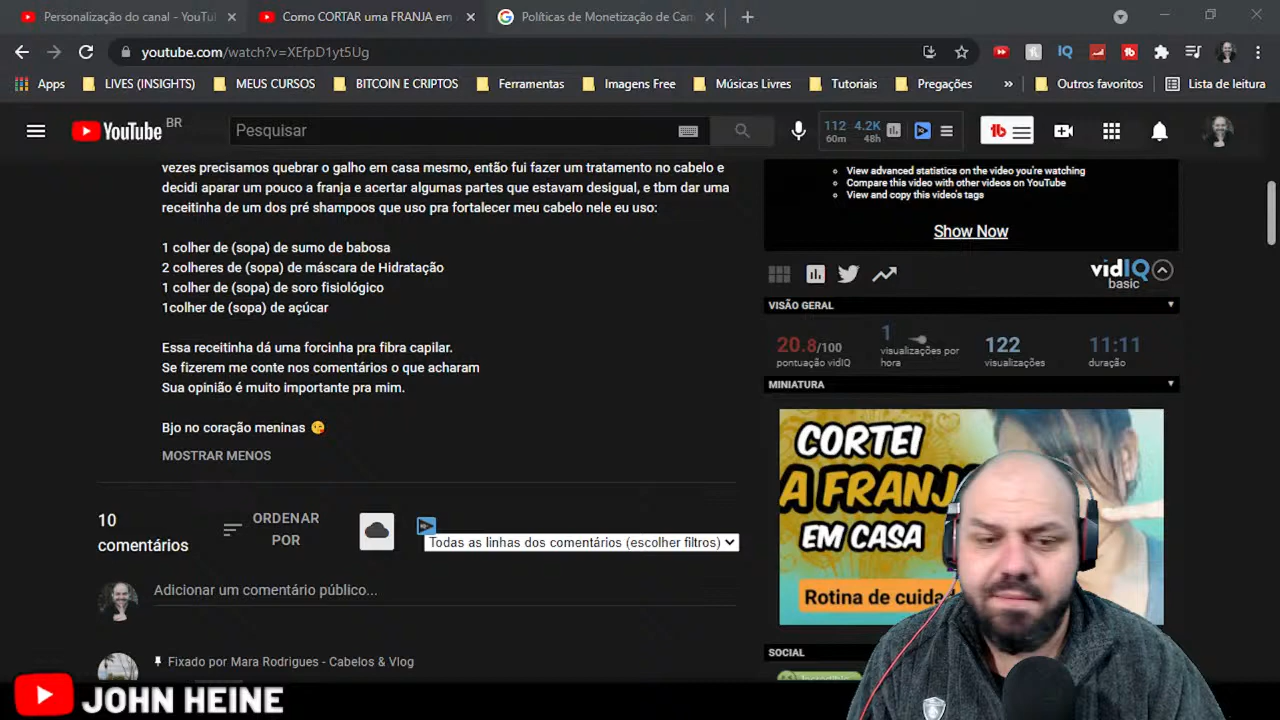 Personalização do canal - YouTu
Como CORTAR uma FRANJA em
Políticas de Monetização de Can
youtube.com/watch?v=XEfpD1yt5Ug
Apps
LIVES (INSIGHTS)
MEUS CURSOS
BITCOIN E CRIPTOS
Ferramentas
Imagens Free
Músicas Livres
Tutoriais
Pregações
»
Outros favoritos
Lista de leitura
YouTube BR
Pesquisar
112 4.2K
60m 48h
tb
vezes precisamos quebrar o galho em casa mesmo, então fui fazer um tratamento no cabelo e
decidi aparar um pouco a franja e acertar algumas partes que estavam desigual, e tbm dar uma
receitinha de um dos pré shampoos que uso pra fortalecer meu cabelo nele eu uso:
1 colher de (sopa) de sumo de babosa
2 colheres de (sopa) de máscara de Hidratação
1 colher de (sopa) de soro fisiológico
1colher de (sopa) de açúcar
Essa receitinha dá uma forcinha pra fibra capilar.
Se fizerem me conte nos comentários o que acharam
Sua opinião é muito importante pra mim.
Bjo no coração meninas 😘
MOSTRAR MENOS
10
comentários
ORDENAR
POR
Todas as linhas dos comentários (escolher filtros)
Adicionar um comentário público...
Fixado por Mara Rodrigues - Cabelos & Vlog
View advanced statistics on the video you're watching
Compare this video with other videos on YouTube
View and copy this video's tags
Show Now
vidIQ
basic
VISÃO GERAL
20.8/100
pontuação vidIQ
1
visualizações por
hora
122
visualizações
11:11
duração
MINIATURA
CORTEI
A FRANJ
EM CASA
Rotina de cuida
SOCIAL
JOHN HEINE